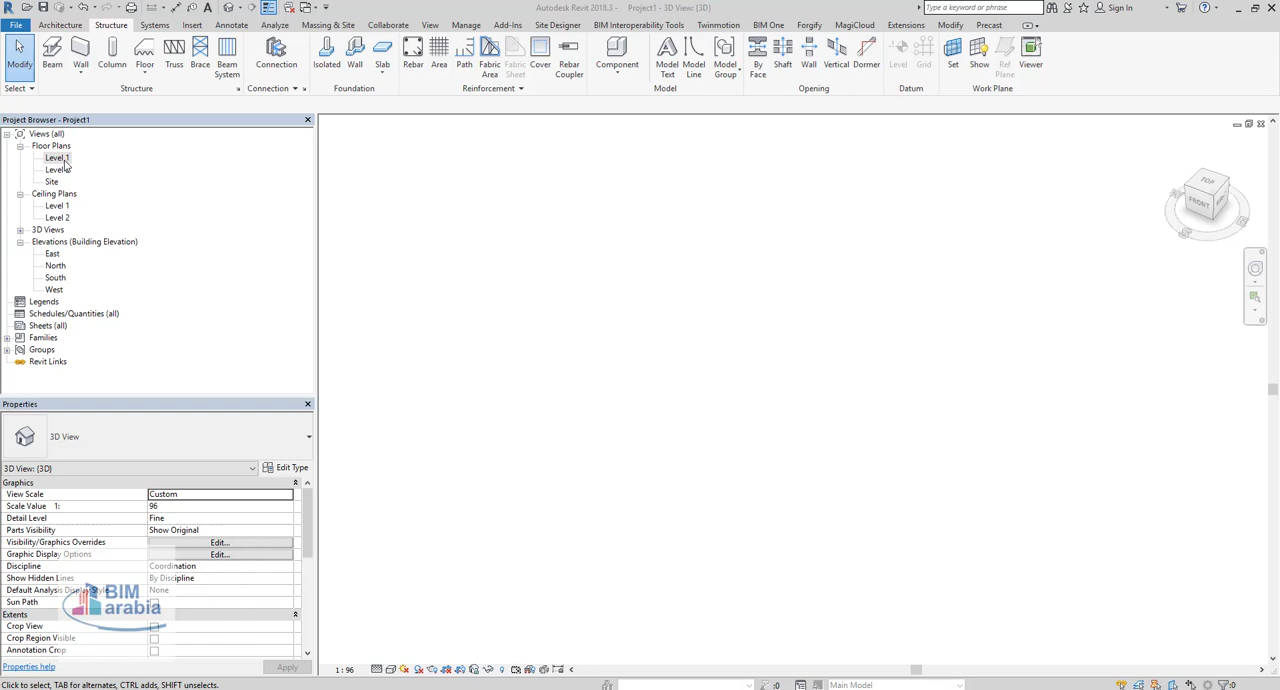 Autodesk Revit 2018.3 - Project1 - 3D View: {3D}
Type a keyword or phrase
Sign In
File Architecture Structure Systems Insert Annotate Analyze Massing & Site Collaborate View Manage Add-Ins Site Designer BIM Interoperability Tools Twinmotion BIM One Forgify MagiCloud Extensions Modify Precast
Modify Beam Wall Column Floor Truss Brace Beam System Connection Isolated Wall Slab Rebar Area Path Fabric Area Fabric Sheet Cover Rebar Coupler Component Model Text Model Line Model Group By Face Shaft Wall Vertical Dormer Level Grid Set Show Ref Plane Viewer
Select Structure Connection Foundation Reinforcement Model Opening Datum Work Plane
Project Browser - Project1
Views (all)
Floor Plans
Level 1
Level
Site
Ceiling Plans
Level 1
Level 2
3D Views
Elevations (Building Elevation)
East
North
South
West
Legends
Schedules/Quantities (all)
Sheets (all)
Families
Groups
Revit Links
TOP
FRONT
Properties
3D View
3D View: {3D} Edit Type
Graphics
View Scale Custom
Scale Value 1: 96
Detail Level Fine
Parts Visibility Show Original
Visibility/Graphics Overrides Edit...
Graphic Display Options Edit...
Discipline Coordination
Show Hidden Lines By Discipline
Default Analysis Display Style None
Sun Path
Extents
Crop View
Crop Region Visible
Annotation Crop
BIM
arabia
Properties help Apply
1 : 96
Click to select, TAB for alternates, CTRL adds, SHIFT unselects. :0 Main Model :0